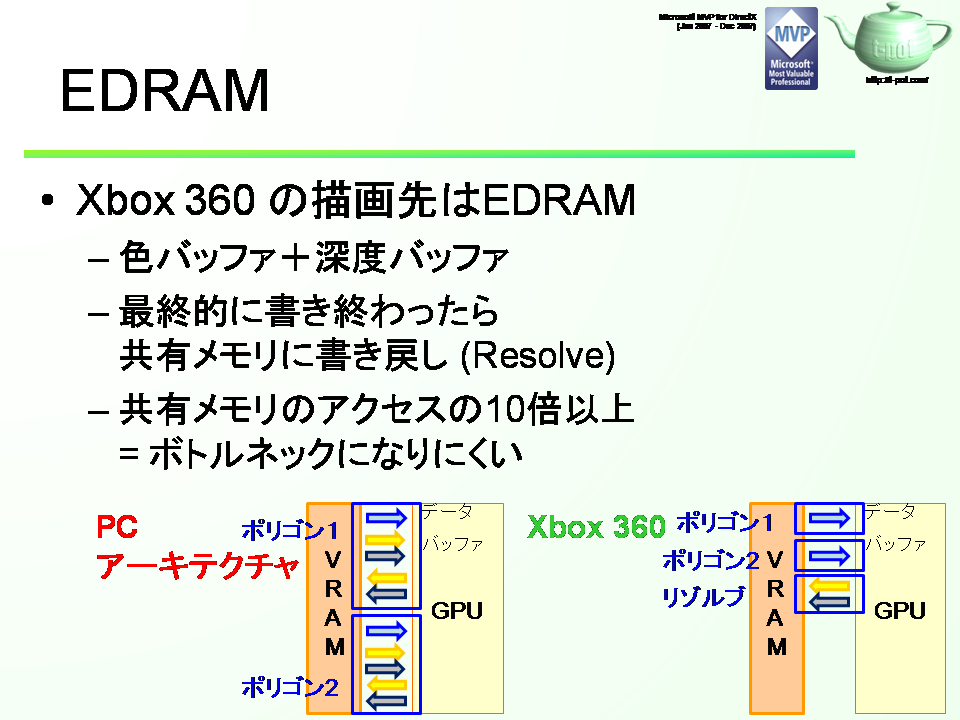 Microsoft MVP for DirectX
(Jan 2007 - Dec 2007)
MVP
Microsoft®
Most Valuable
Professional
t-pot
http://t-pot.com/
EDRAM
• Xbox 360 の描画先はEDRAM
– 色バッファ＋深度バッファ
– 最終的に書き終わったら
共有メモリに書き戻し (Resolve)
– 共有メモリのアクセスの10倍以上
= ボトルネックになりにくい
PC
アーキテクチャ
ポリゴン1
ポリゴン2
VRAM
データ
バッファ
GPU
Xbox 360
ポリゴン1
ポリゴン2
リゾルブ
VRAM
データ
バッファ
GPU